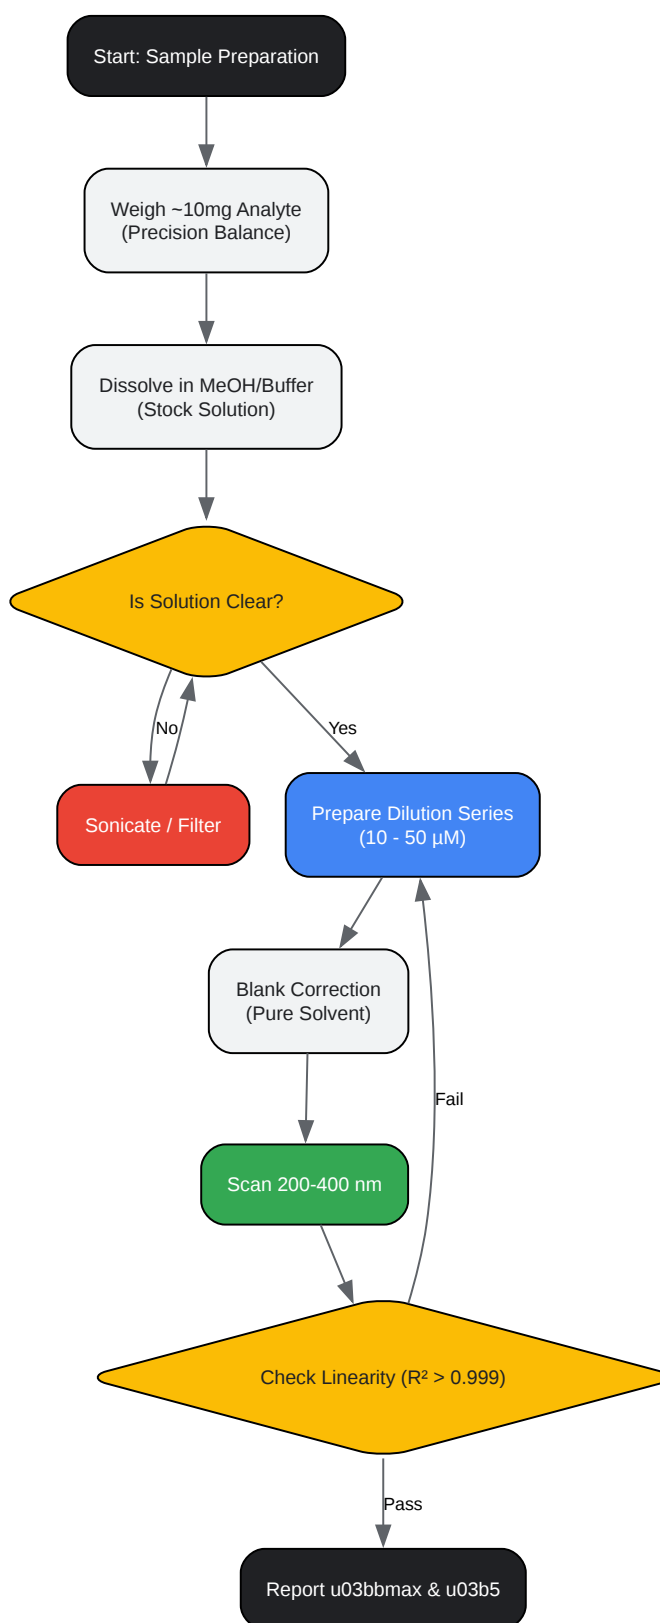 Start: Sample Preparation
Weigh ~10mg Analyte
(Precision Balance)
Dissolve in MeOH/Buffer
(Stock Solution)
Is Solution Clear?
No
Yes
Sonicate / Filter
Prepare Dilution Series
(10 - 50 µM)
Blank Correction
(Pure Solvent)
Fail
Scan 200-400 nm
Check Linearity (R² > 0.999)
Pass
Report u03bbmax & u03b5